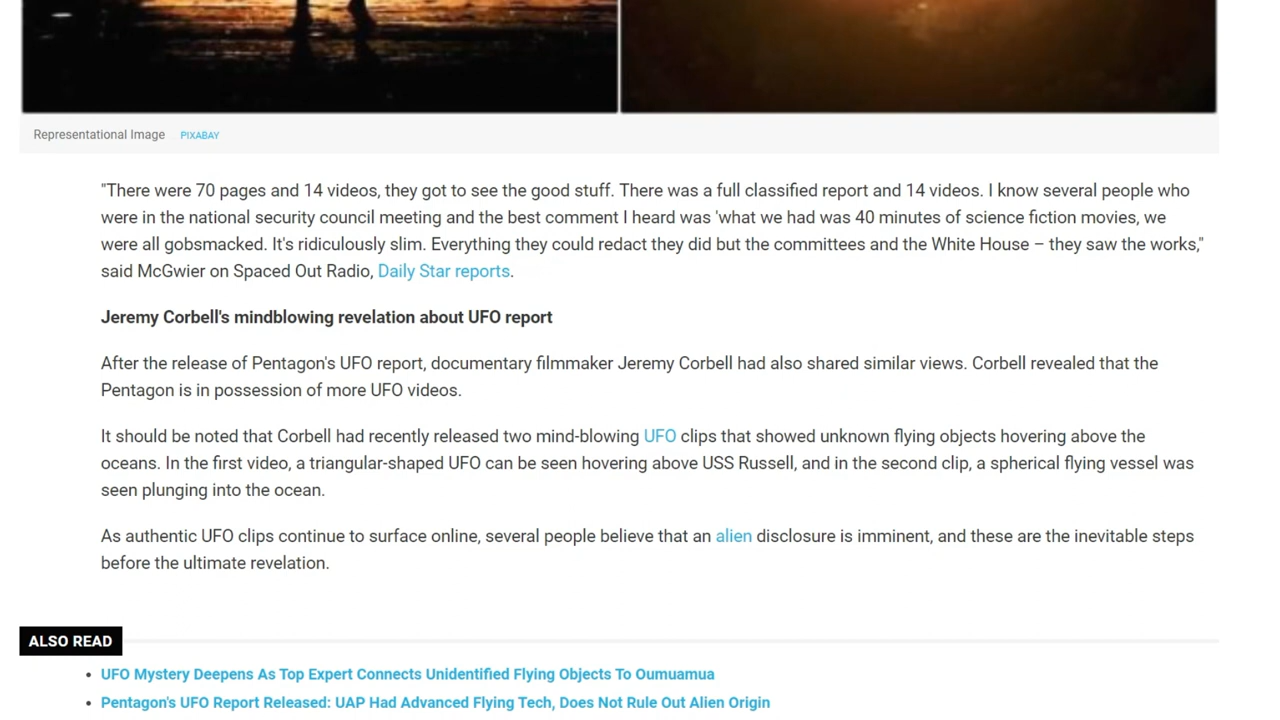 Representational Image PIXABAY
"There were 70 pages and 14 videos, they got to see the good stuff. There was a full classified report and 14 videos. I know several people who
were in the national security council meeting and the best comment I heard was 'what we had was 40 minutes of science fiction movies, we
were all gobsmacked. It's ridiculously slim. Everything they could redact they did but the committees and the White House – they saw the works,"
said McGwier on Spaced Out Radio, Daily Star reports.
Jeremy Corbell's mindblowing revelation about UFO report
After the release of Pentagon's UFO report, documentary filmmaker Jeremy Corbell had also shared similar views. Corbell revealed that the
Pentagon is in possession of more UFO videos.
It should be noted that Corbell had recently released two mind-blowing UFO clips that showed unknown flying objects hovering above the
oceans. In the first video, a triangular-shaped UFO can be seen hovering above USS Russell, and in the second clip, a spherical flying vessel was
seen plunging into the ocean.
As authentic UFO clips continue to surface online, several people believe that an alien disclosure is imminent, and these are the inevitable steps
before the ultimate revelation.
ALSO READ
• UFO Mystery Deepens As Top Expert Connects Unidentified Flying Objects To Oumuamua
• Pentagon's UFO Report Released: UAP Had Advanced Flying Tech, Does Not Rule Out Alien Origin